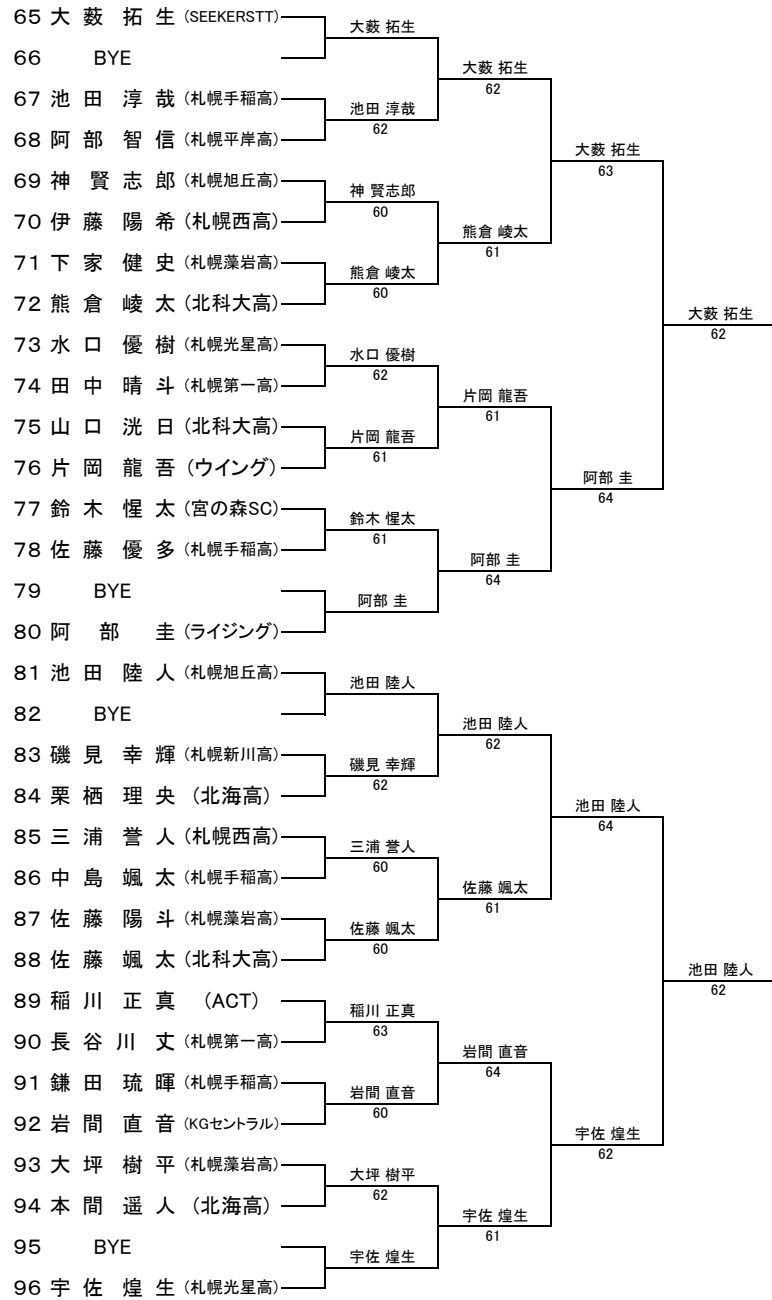 65 大 薮 拓 生 (SEEKERSTT)
66 BYE
67 池 田 淳 哉 (札幌手稲高)
68 阿 部 智 信 (札幌平岸高)
69 神 賢 志 郎 (札幌旭丘高)
70 伊 藤 陽 希 (札幌西高)
71 下 家 健 史 (札幌藻岩高)
72 熊 倉 崚 太 (北科大高)
73 水 口 優 樹 (札幌光星高)
74 田 中 晴 斗 (札幌第一高)
75 山 口 洸 日 (北科大高)
76 片 岡 龍 吾 (ウイング)
77 鈴 木 惺 太 (宮の森SC)
78 佐 藤 優 多 (札幌手稲高)
79 BYE
80 阿 部 圭 (ライジング)
81 池 田 陸 人 (札幌旭丘高)
82 BYE
83 磯 見 幸 輝 (札幌新川高)
84 栗 栖 理 央 (北海高)
85 三 浦 誉 人 (札幌西高)
86 中 島 颯 太 (札幌手稲高)
87 佐 藤 陽 斗 (札幌藻岩高)
88 佐 藤 颯 太 (北科大高)
89 稲 川 正 真 (ACT)
90 長 谷 川 丈 (札幌第一高)
91 鎌 田 琉 暉 (札幌手稲高)
92 岩 間 直 音 (KGセントラル)
93 大 坪 樹 平 (札幌藻岩高)
94 本 間 遥 人 (北海高)
95 BYE
96 宇 佐 煌 生 (札幌光星高)
大薮 拓生
池田 淳哉
62
神 賢志郎
60
熊倉 崚太
60
水口 優樹
62
片岡 龍吾
61
鈴木 惺太
61
阿部 圭
池田 陸人
磯見 幸輝
62
三浦 誉人
60
佐藤 颯太
60
稲川 正真
63
岩間 直音
60
大坪 樹平
62
宇佐 煌生
大薮 拓生
62
熊倉 崚太
61
片岡 龍吾
61
阿部 圭
64
池田 陸人
62
佐藤 颯太
61
岩間 直音
64
宇佐 煌生
61
大薮 拓生
63
阿部 圭
64
池田 陸人
64
宇佐 煌生
62
大薮 拓生
62
池田 陸人
62